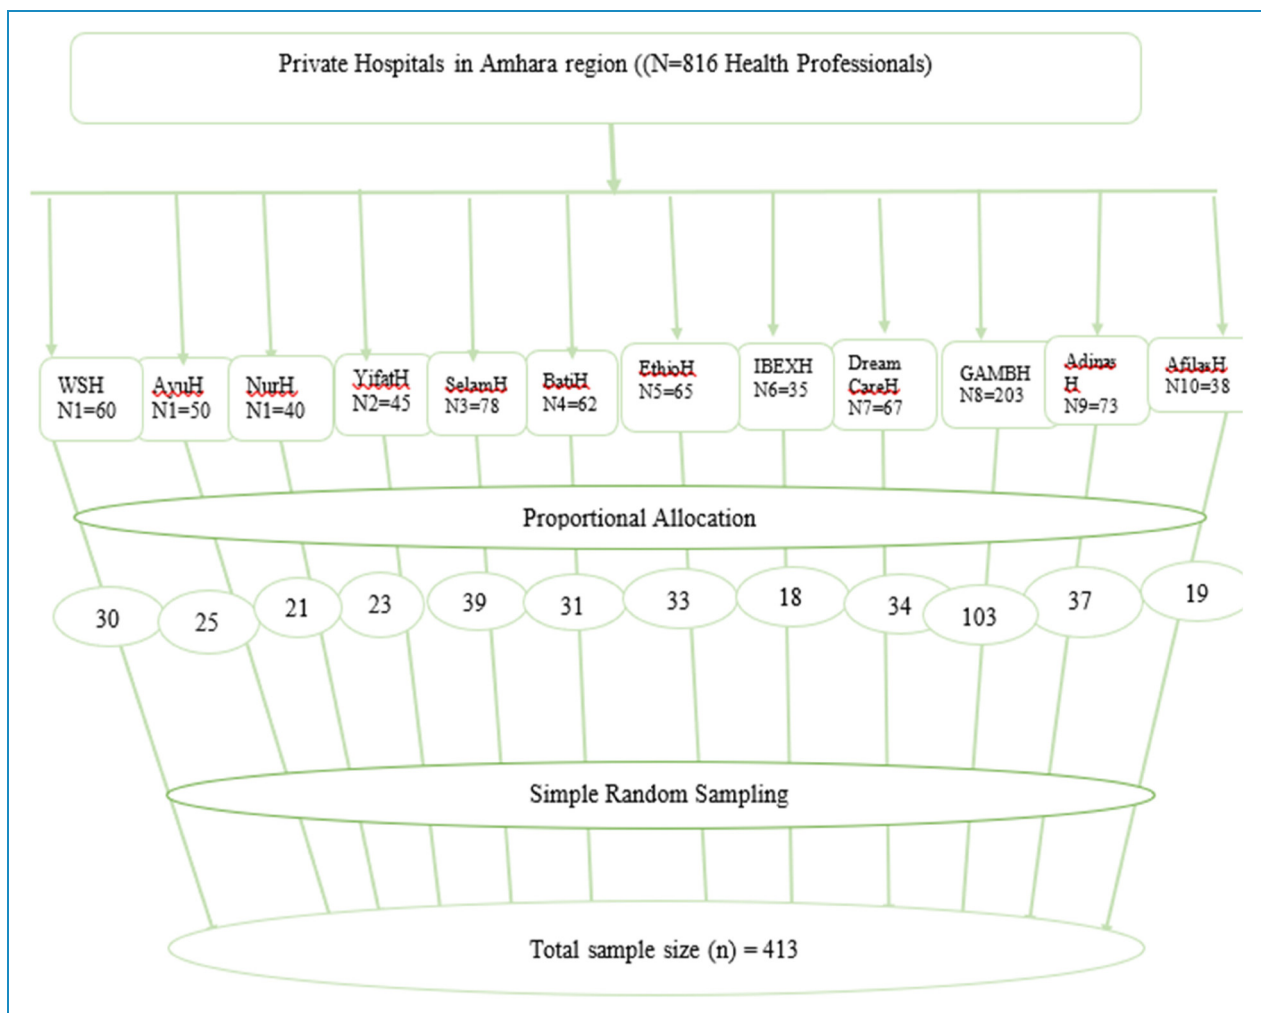 Private Hospitals in Amhara region ((N=816 Health Professionals)
WSH
N1=60
AyuH
N1=50
NurH
N1=40
YifatH
N2=45
SelamH
N3=78
BatiH
N4=62
EthioH
N5=65
IBEXH
N6=35
Dream
CareH
N7=67
GAMBH
N8=203
Adinas
H
N9=73
AfilasH
N10=38
Proportional Allocation
30
25
21
23
39
31
33
18
34
103
37
19
Simple Random Sampling
Total sample size (n) = 413